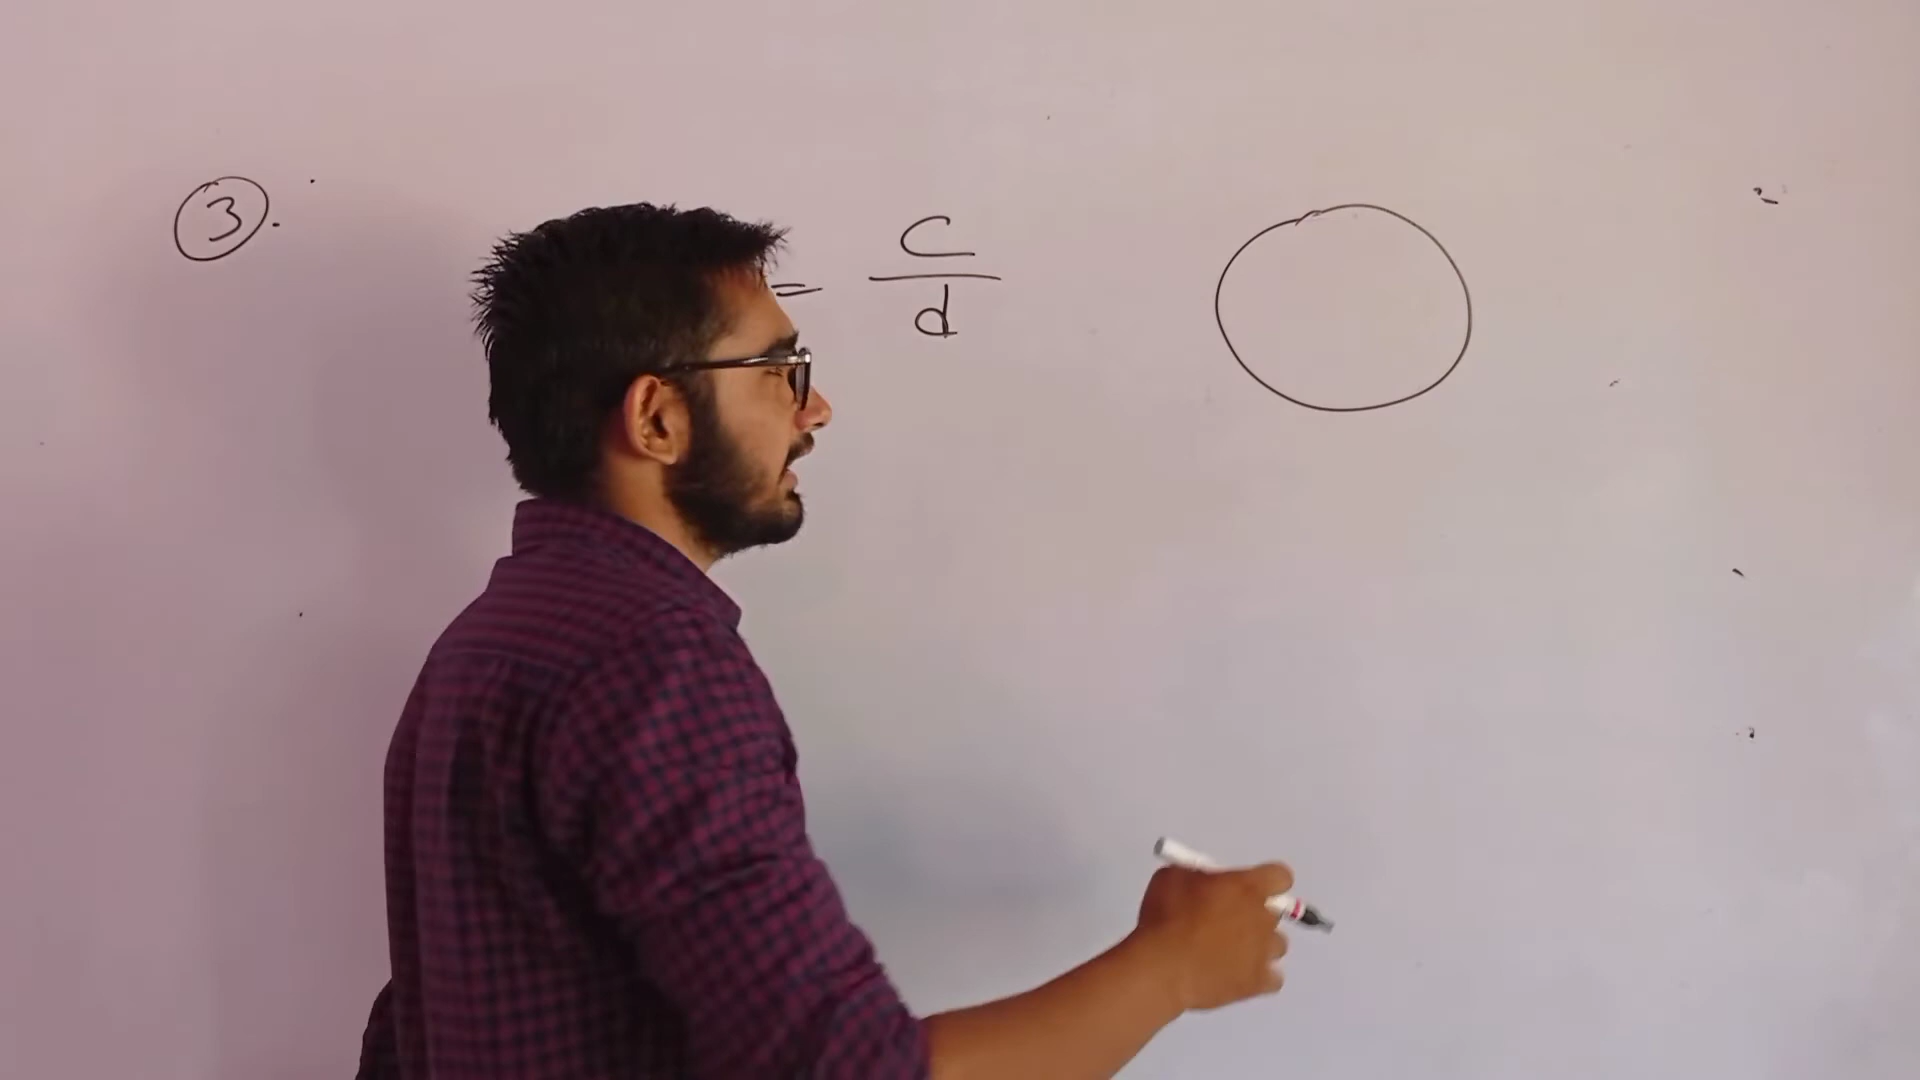 3.
= c/d